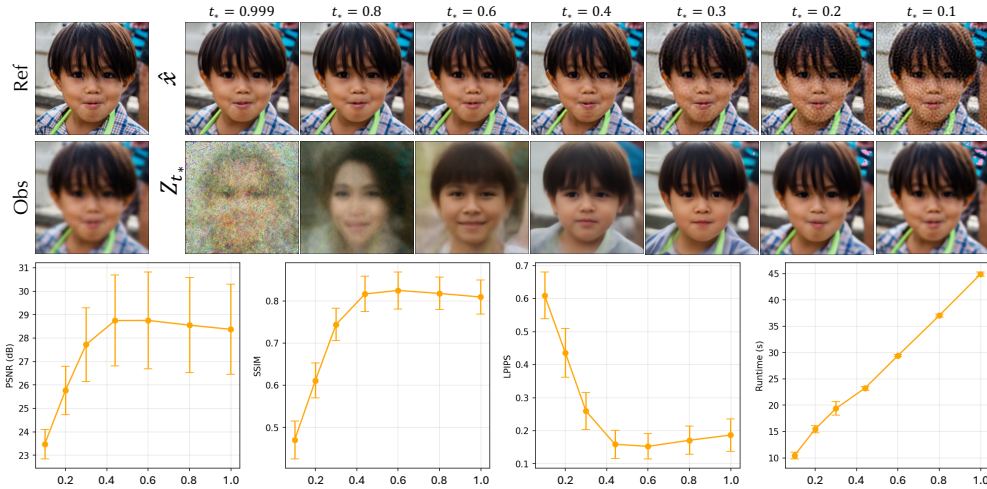 t* = 0.999 t* = 0.8 t* = 0.6 t* = 0.4 t* = 0.3 t* = 0.2 t* = 0.1
Ref
x̂
Obs
Z_{t*}
31
30
29
28
27
26
25
24
23
PSNR (dB)
0.2 0.4 0.6 0.8 1.0
0.8
0.7
0.6
0.5
SSIM
0.2 0.4 0.6 0.8 1.0
0.7
0.6
0.5
0.4
0.3
0.2
0.1
LPIPS
0.2 0.4 0.6 0.8 1.0
45
40
35
30
25
20
15
10
Runtime (s)
0.2 0.4 0.6 0.8 1.0